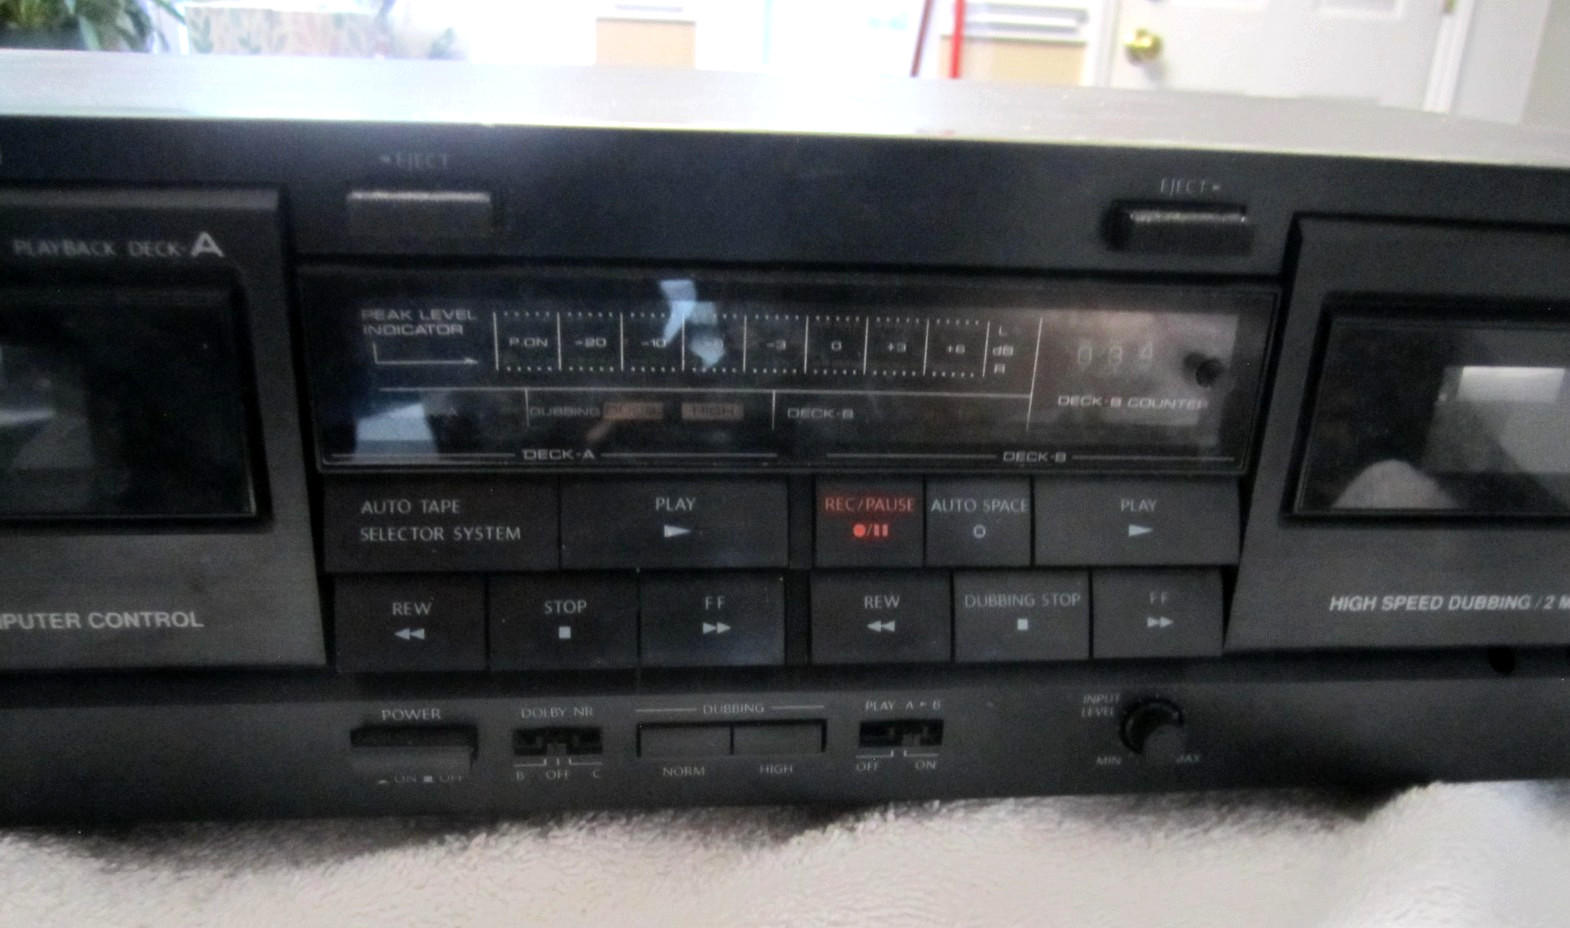 ◄ EJECT
EJECT ►
PLAYBACK DECK-A
PEAK LEVEL
INDICATOR
P.ON -20 -10 -3 0 +3 +6
L
dB
R
034
DECK-B COUNTER
DUBBING HIGH DECK-B
DECK-A
DECK-B
AUTO TAPE
SELECTOR SYSTEM
PLAY
REC/PAUSE
AUTO SPACE
PLAY
REW
STOP
FF
REW
DUBBING STOP
FF
PUTER CONTROL
HIGH SPEED DUBBING / 2 M
POWER
ON OFF
DOLBY NR
B OFF C
DUBBING
NORM HIGH
PLAY A ► B
OFF ON
INPUT
LEVEL
MIN MAX